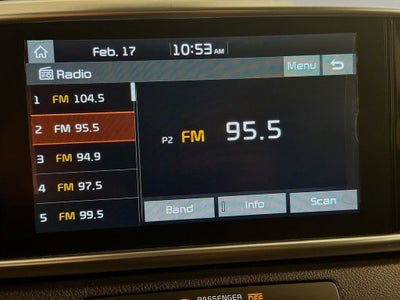 Feb. 17 10:53 AM
Radio Menu
1 FM 104.5
2 FM 95.5
3 FM 94.9
4 FM 97.5
5 FM 99.5
P2 FM 95.5
Band Info Scan
PASSENGER OFF